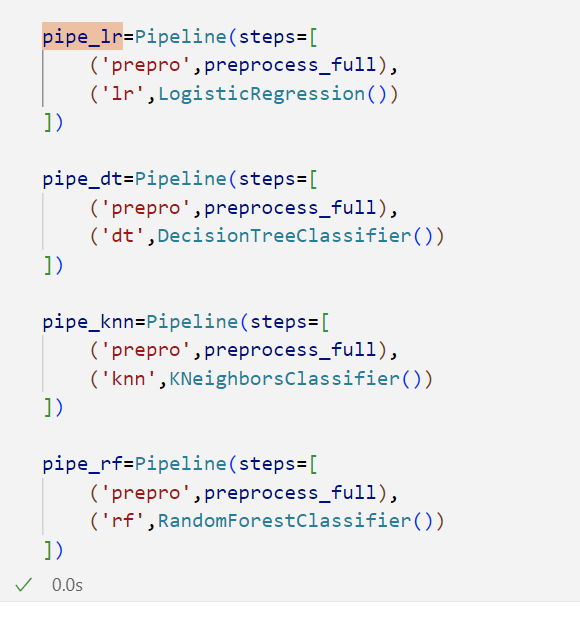 pipe_lr=Pipeline(steps=[
    ('prepro',preprocess_full),
    ('lr',LogisticRegression())
])

pipe_dt=Pipeline(steps=[
    ('prepro',preprocess_full),
    ('dt',DecisionTreeClassifier())
])

pipe_knn=Pipeline(steps=[
    ('prepro',preprocess_full),
    ('knn',KNeighborsClassifier())
])

pipe_rf=Pipeline(steps=[
    ('prepro',preprocess_full),
    ('rf',RandomForestClassifier())
])
✓ 0.0s